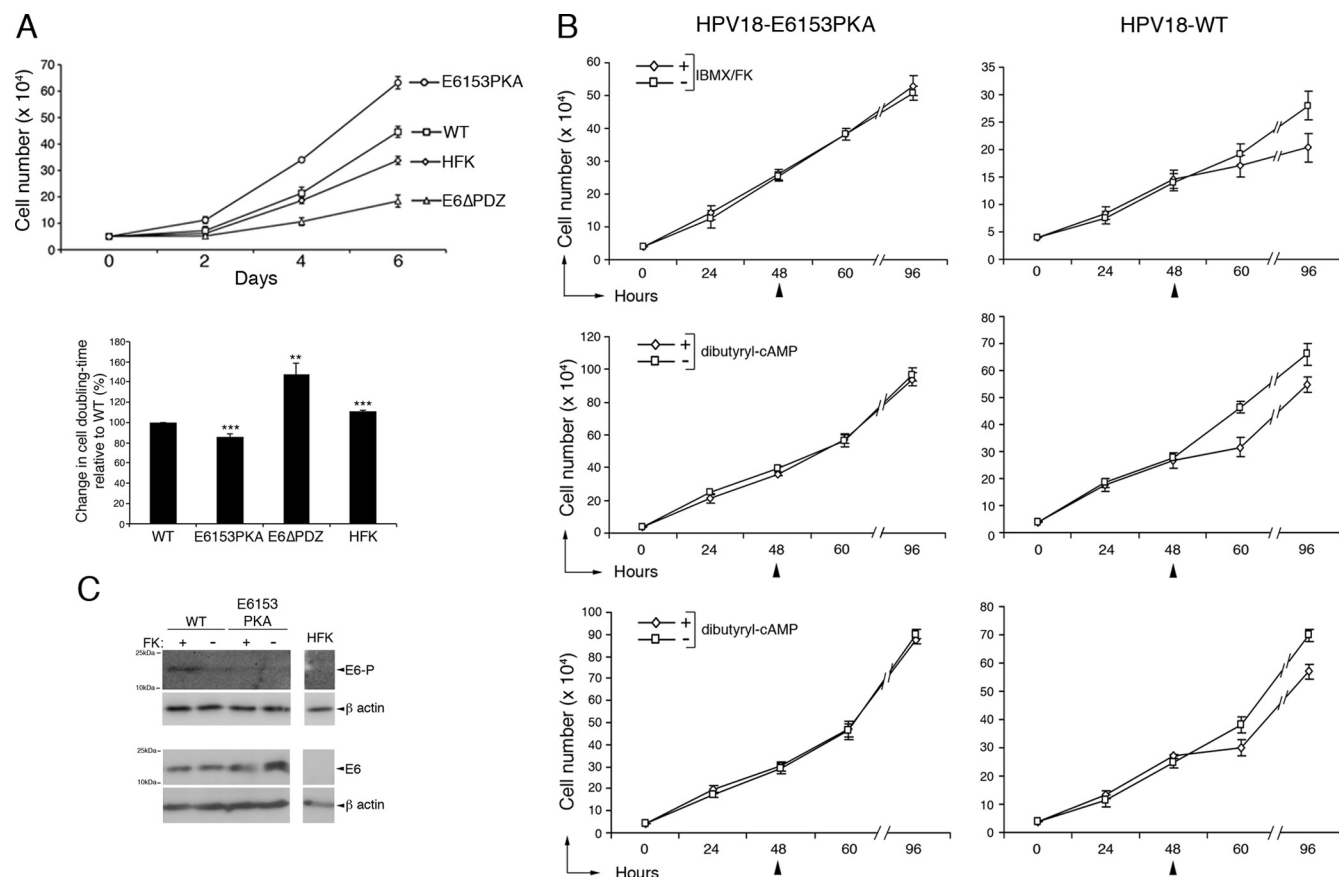 A
Cell number (x 10⁴)
70
60
50
40
30
20
10
0
E6153PKA
WT
HFK
E6ΔPDZ
0 2 4 6
Days
Change in cell doubling-time
relative to WT (%)
180
160
140
120
100
80
60
40
20
0
** 
***
***
WT E6153PKA E6ΔPDZ HFK
C
E6153
WT PKA
FK: + - + - HFK
25kDa
E6-P
10kDa
β actin
25kDa
E6
10kDa
β actin
B
HPV18-E6153PKA
HPV18-WT
Cell number (x 10⁴)
60
50
40
30
20
10
0
+
-
IBMX/FK
0 24 48 60 96
Hours
35
30
25
20
15
10
5
0
0 24 48 60 96
Cell number (x 10⁴)
120
100
80
60
40
20
0
+
-
dibutyryl-cAMP
0 24 48 60 96
Hours
80
70
60
50
40
30
20
10
0
0 24 48 60 96
Cell number (x 10⁴)
100
90
80
70
60
50
40
30
20
10
0
+
-
dibutyryl-cAMP
0 24 48 60 96
Hours
80
70
60
50
40
30
20
10
0
0 24 48 60 96